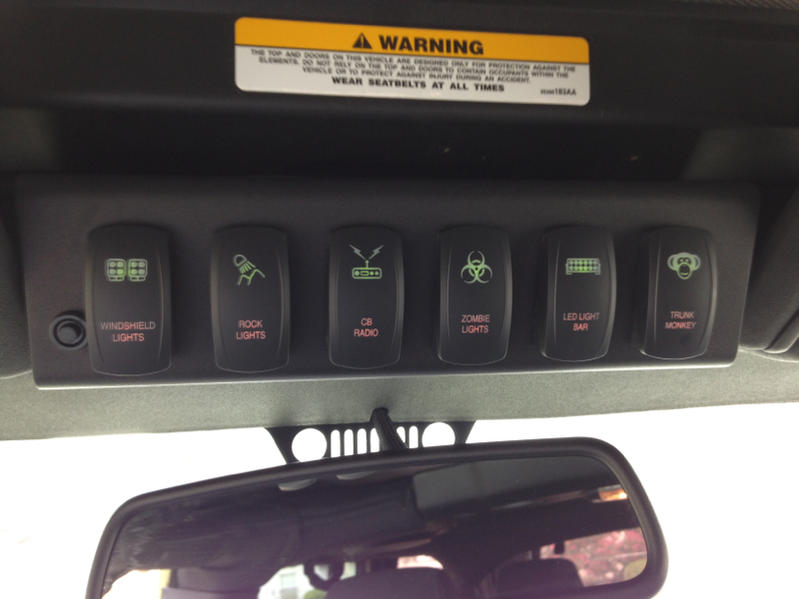 WARNING
THE TOP AND DOORS ON THIS VEHICLE ARE DESIGNED ONLY FOR PROTECTION AGAINST THE
ELEMENTS. DO NOT RELY ON THE TOP AND DOORS TO CONTAIN OCCUPANTS WITHIN THE
VEHICLE OR TO PROTECT AGAINST INJURY DURING AN ACCIDENT.
WEAR SEATBELTS AT ALL TIMES
WINDSHIELD
LIGHTS
ROCK
LIGHTS
CB
RADIO
ZOMBIE
LIGHTS
LED LIGHT
BAR
TRUNK
MONKEY